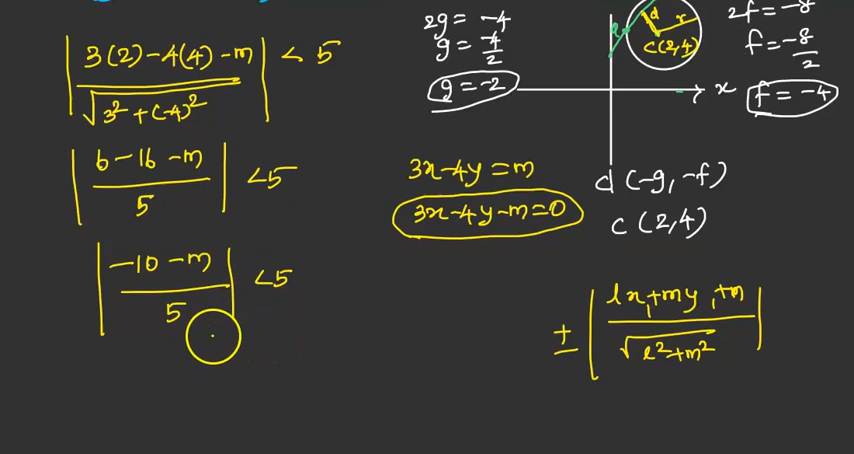 | 3(2) - 4(4) - m / √3² + (-4)² | < 5
| 6 - 16 - m / 5 | < 5
| -10 - m / 5 | < 5
2g = -4
g = -4/2
g = -2
d
r
c(2,4)
x
2f = -8
f = -8/2
f = -4
3x - 4y = m
3x - 4y - m = 0
(-g, -f)
c (2,4)
± | lx₁ + my₁ + n / √l² + m² |